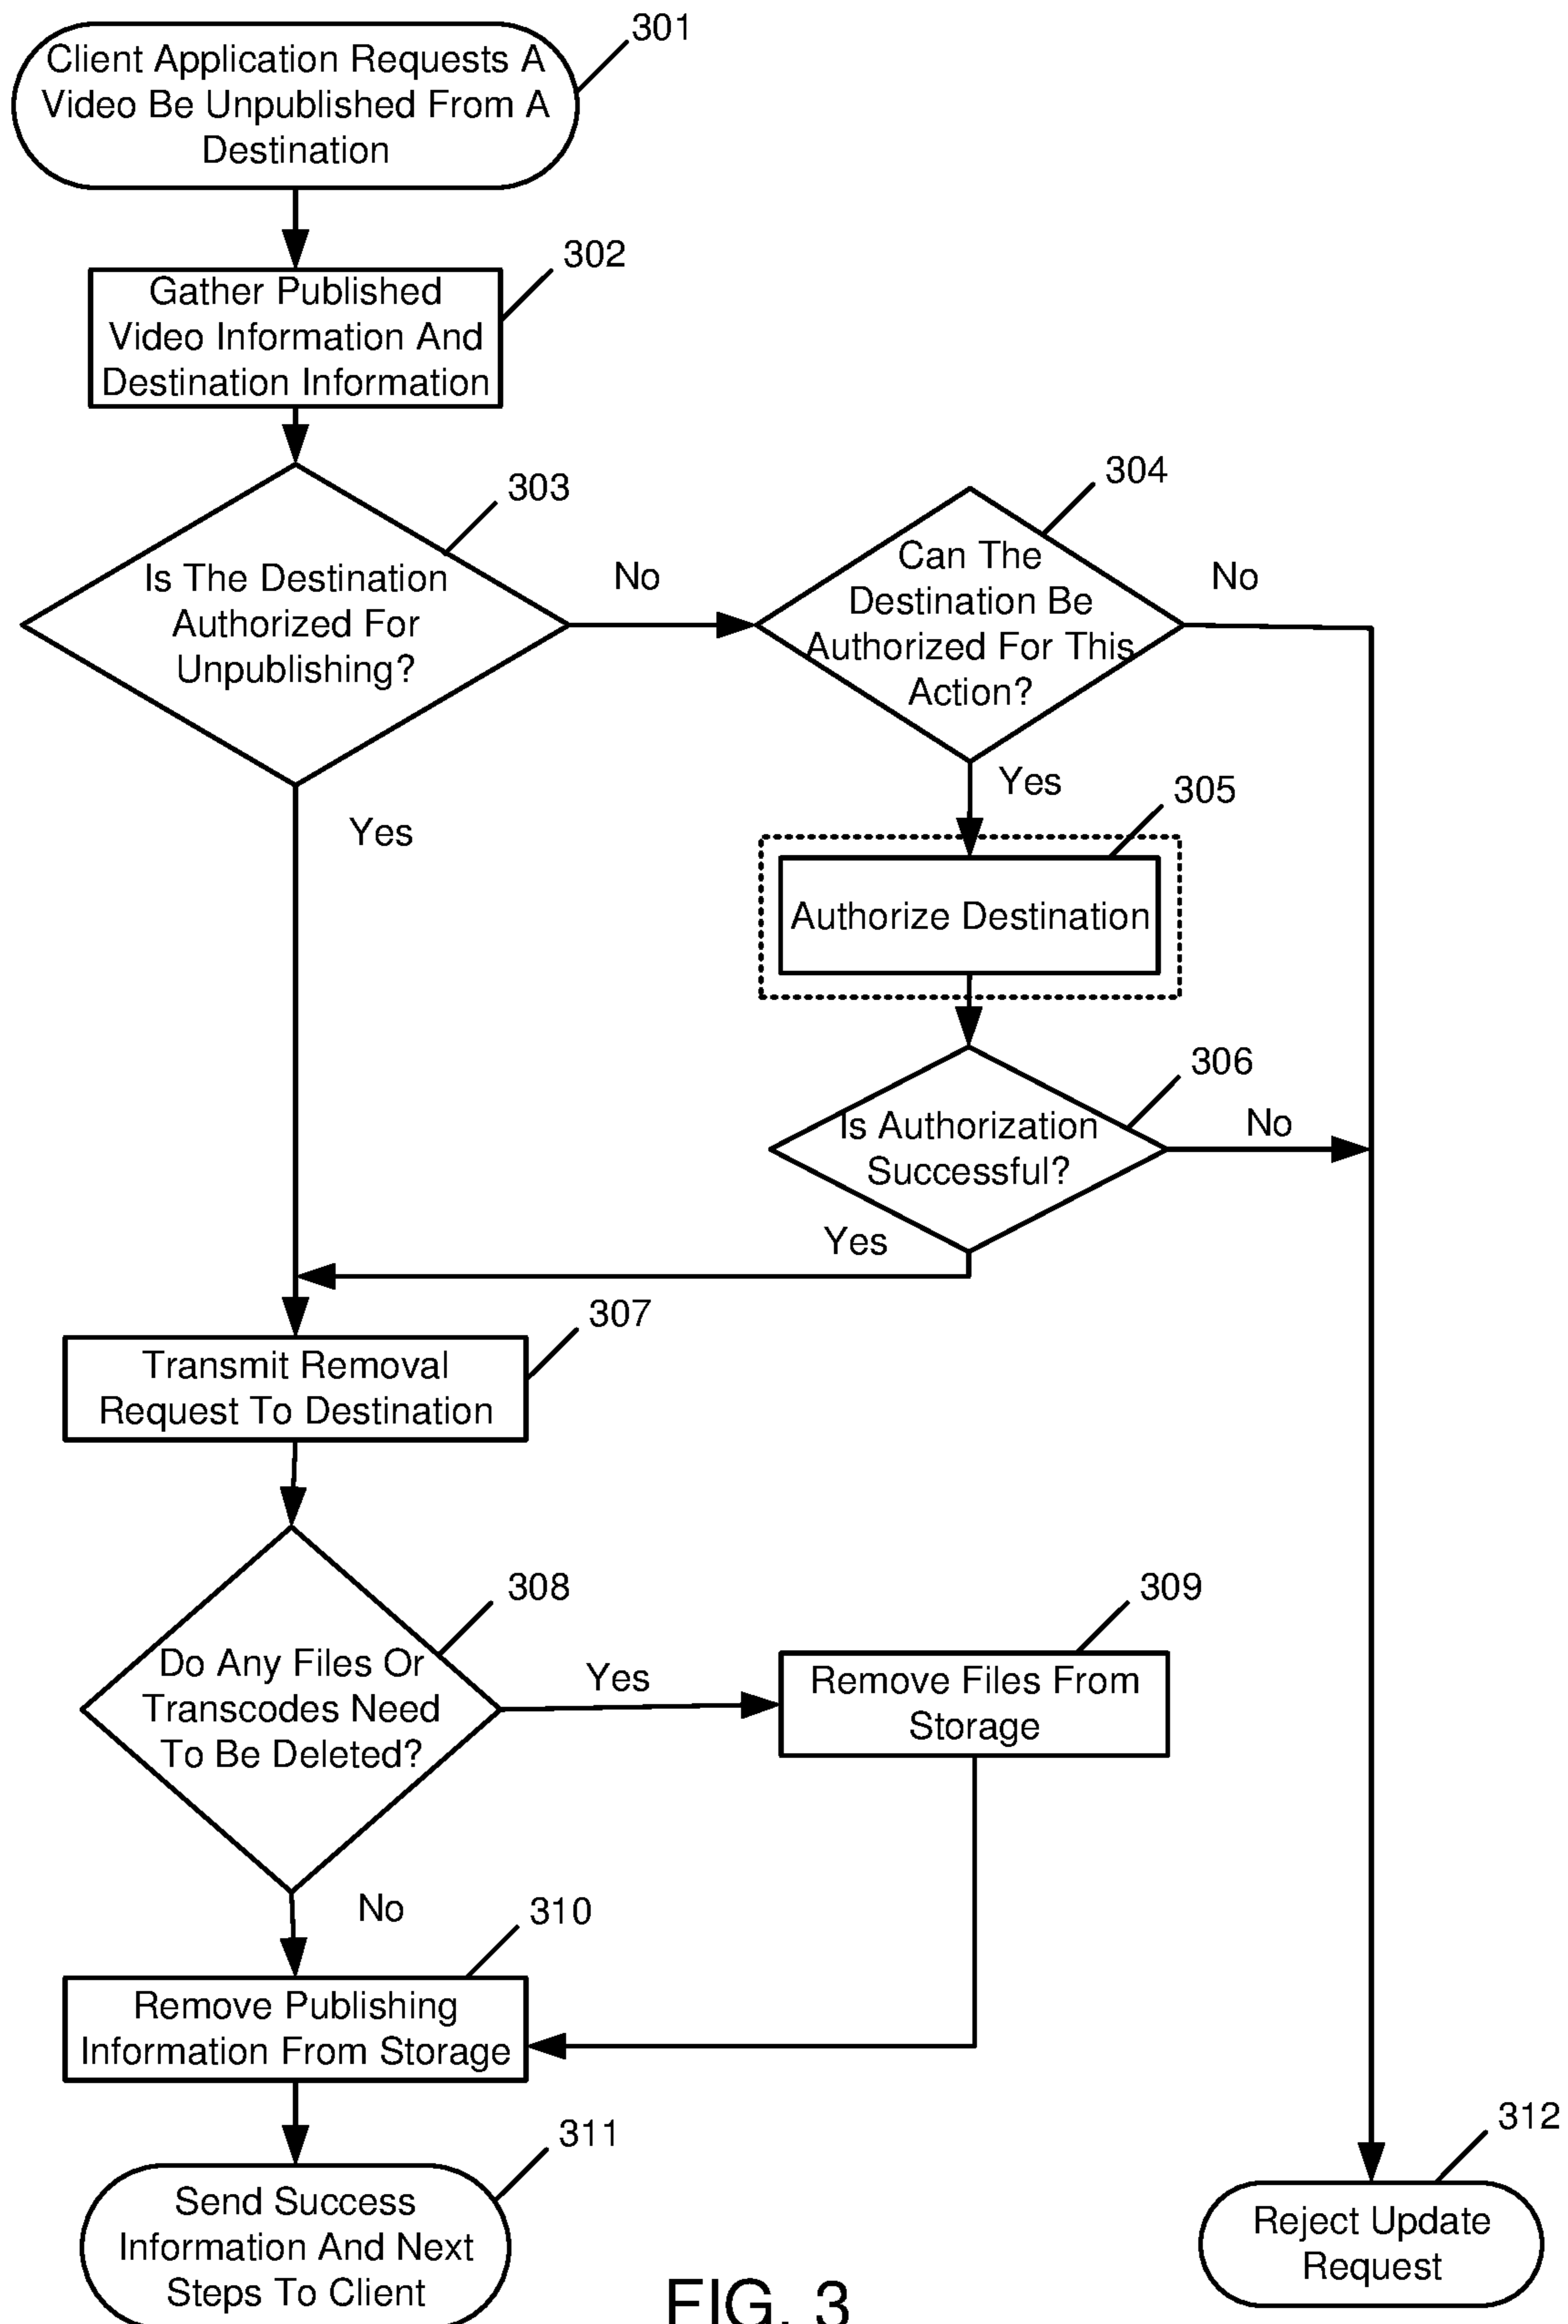 301
Client Application Requests A
Video Be Unpublished From A
Destination
302
Gather Published
Video Information And
Destination Information
303
Is The Destination
Authorized For
Unpublishing?
No
304
Can The
Destination Be
Authorized For This
Action?
No
Yes
Yes
305
Authorize Destination
306
Is Authorization
Successful?
No
Yes
307
Transmit Removal
Request To Destination
308
Do Any Files Or
Transcodes Need
To Be Deleted?
Yes
309
Remove Files From
Storage
No
310
Remove Publishing
Information From Storage
311
Send Success
Information And Next
Steps To Client
312
Reject Update
Request
FIG. 3